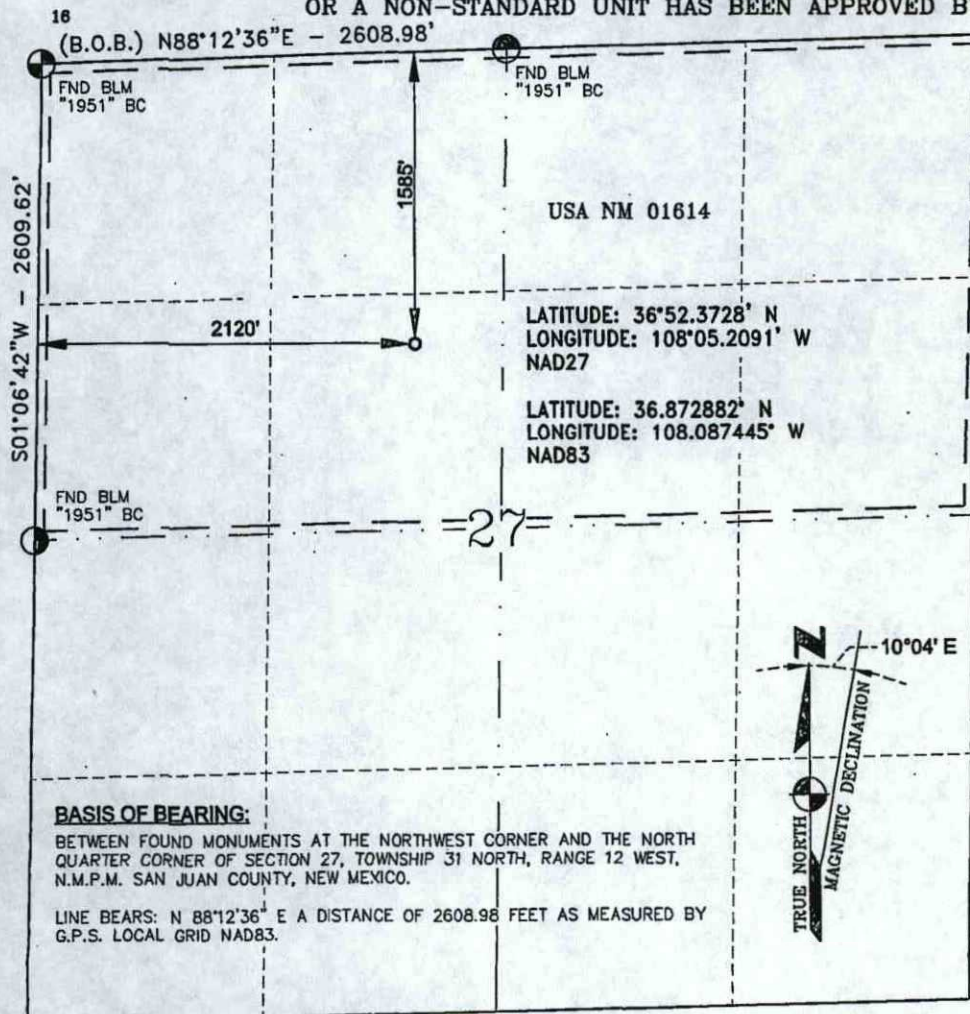 OR A NON-STANDARD UNIT HAS BEEN APPROVED B
16
(B.O.B.) N88°12'36"E - 2608.98'
FND BLM
"1951" BC
FND BLM
"1951" BC
S01°06'42"W - 2609.62'
1585'
USA NM 01614
2120'
LATITUDE: 36°52.3728' N
LONGITUDE: 108°05.2091' W
NAD27
LATITUDE: 36.872882° N
LONGITUDE: 108.087445° W
NAD83
FND BLM
"1951" BC
27
N
10°04' E
TRUE NORTH
MAGNETIC DECLINATION
BASIS OF BEARING:
BETWEEN FOUND MONUMENTS AT THE NORTHWEST CORNER AND THE NORTH
QUARTER CORNER OF SECTION 27, TOWNSHIP 31 NORTH, RANGE 12 WEST,
N.M.P.M. SAN JUAN COUNTY, NEW MEXICO.
LINE BEARS: N 88°12'36" E A DISTANCE OF 2608.98 FEET AS MEASURED BY
G.P.S. LOCAL GRID NAD83.